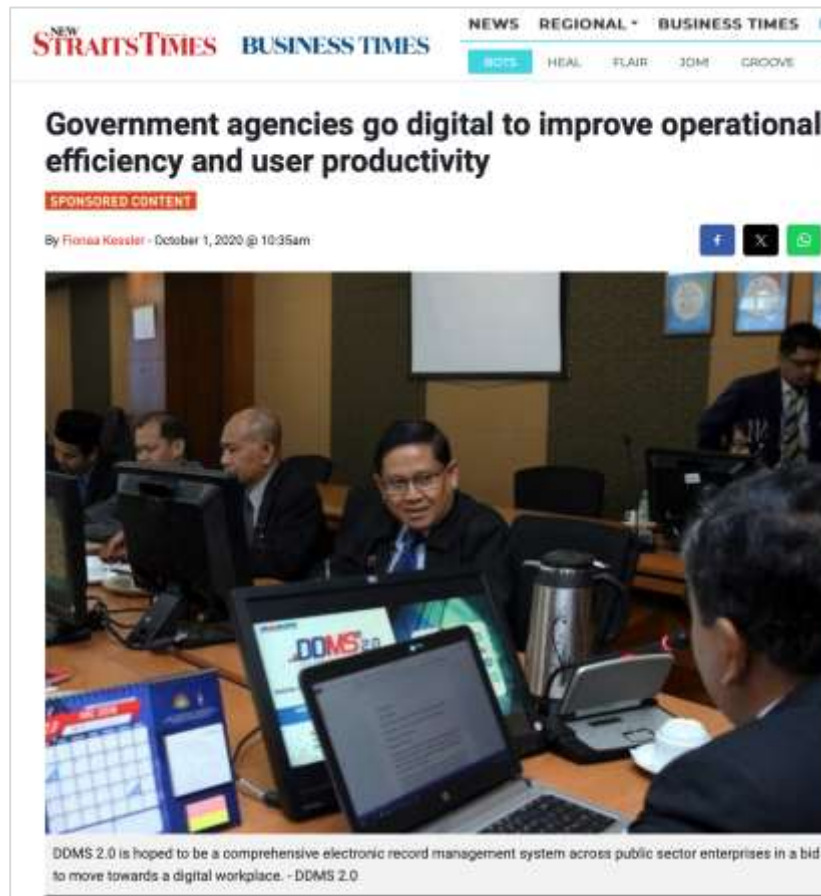 NEW
STRAITS TIMES BUSINESS TIMES
NEWS REGIONAL BUSINESS TIMES
BOTS HEAL FLAIR JOM! GROOVE
Government agencies go digital to improve operational
efficiency and user productivity
SPONSORED CONTENT
By Fionaa Kessler - October 1, 2020 @ 10:35am
DDMS 2.0
DDMS 2.0 is hoped to be a comprehensive electronic record management system across public sector enterprises in a bid
to move towards a digital workplace. - DDMS 2.0